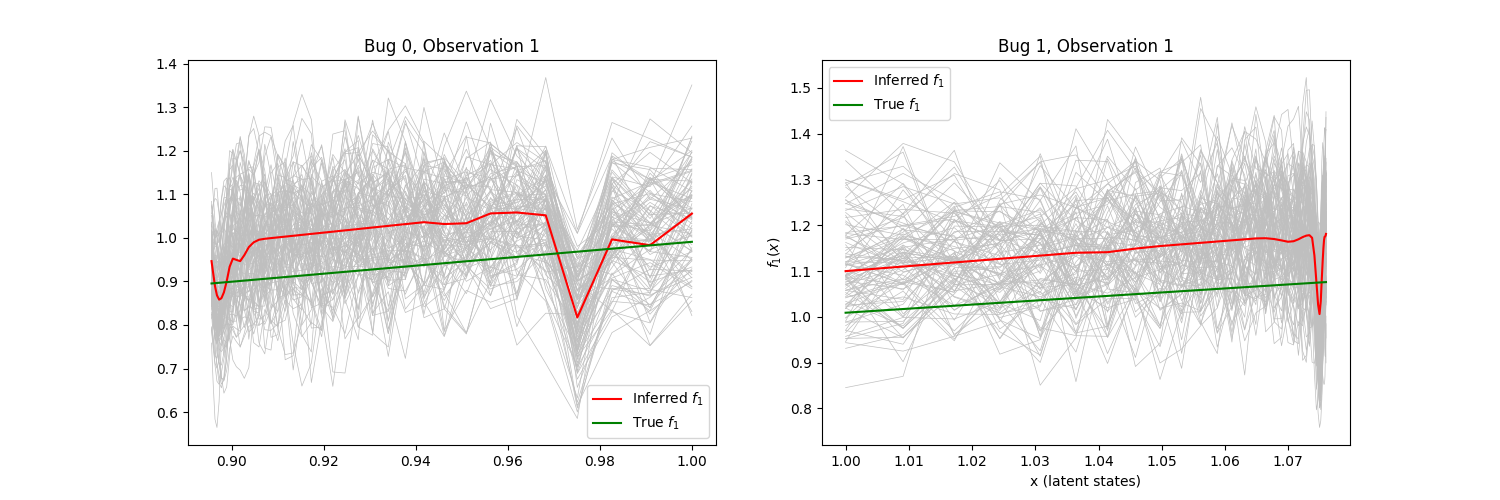 Bug 0, Observation 1
1.4
1.3
1.2
1.1
1.0
0.9
0.8
0.7
0.6
Inferred f₁
True f₁
0.90 0.92 0.94 0.96 0.98 1.00
Bug 1, Observation 1
Inferred f₁
True f₁
f₁(x)
1.5
1.4
1.3
1.2
1.1
1.0
0.9
0.8
1.00 1.01 1.02 1.03 1.04 1.05 1.06 1.07
x (latent states)